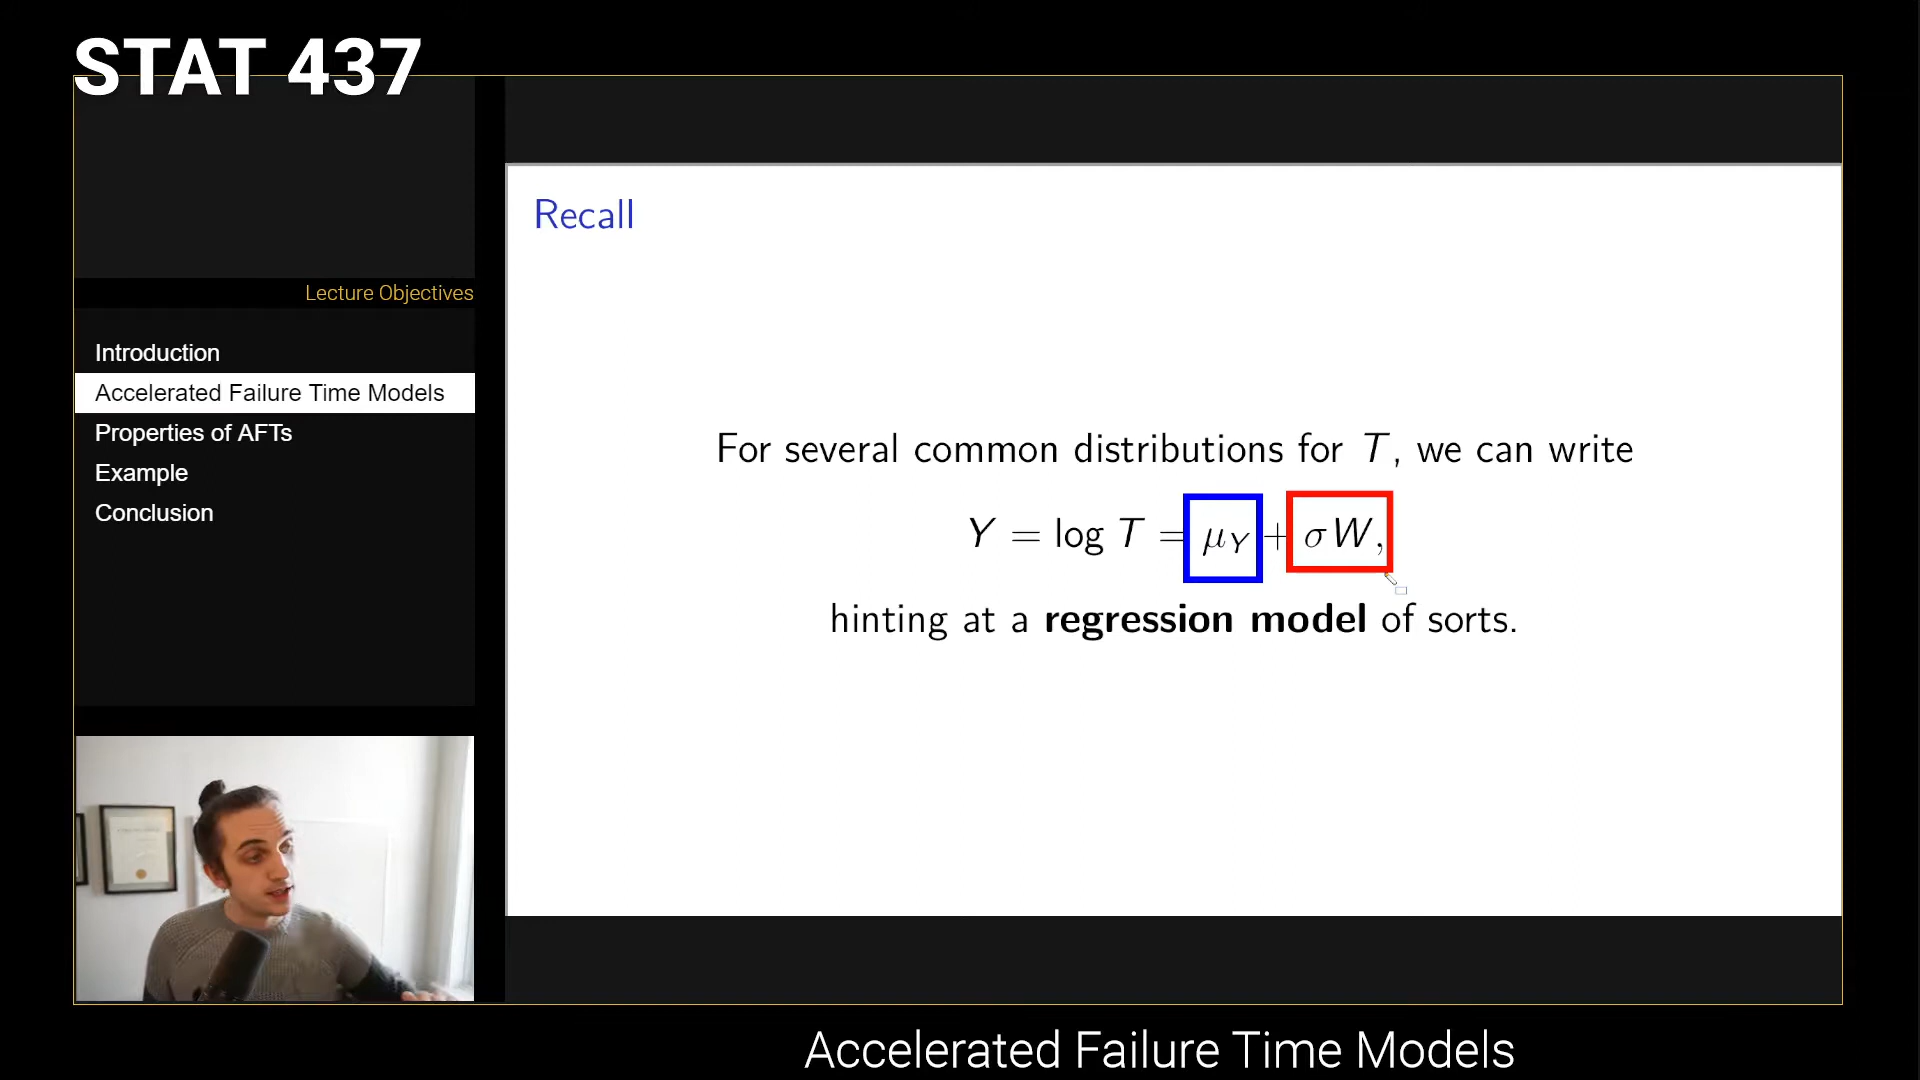 STAT 437
Lecture Objectives
Introduction
Accelerated Failure Time Models
Properties of AFTs
Example
Conclusion
Recall
For several common distributions for T, we can write
Y = log T = μ_Y + σW,
hinting at a regression model of sorts.
Accelerated Failure Time Models